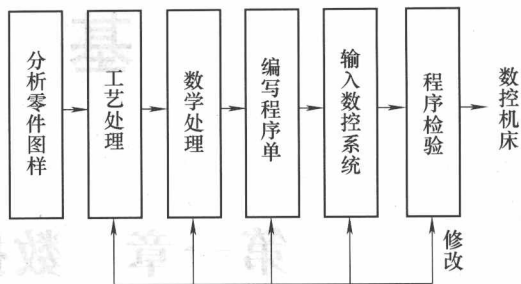 分析零件图样
工艺处理
数学处理
编写程序单
输入数控系统
程序检验
数控机床
修改